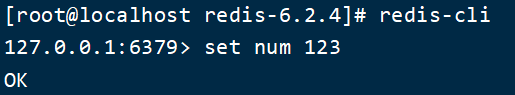 [root@localhost redis-6.2.4]# redis-cli
127.0.0.1:6379> set num 123
OK